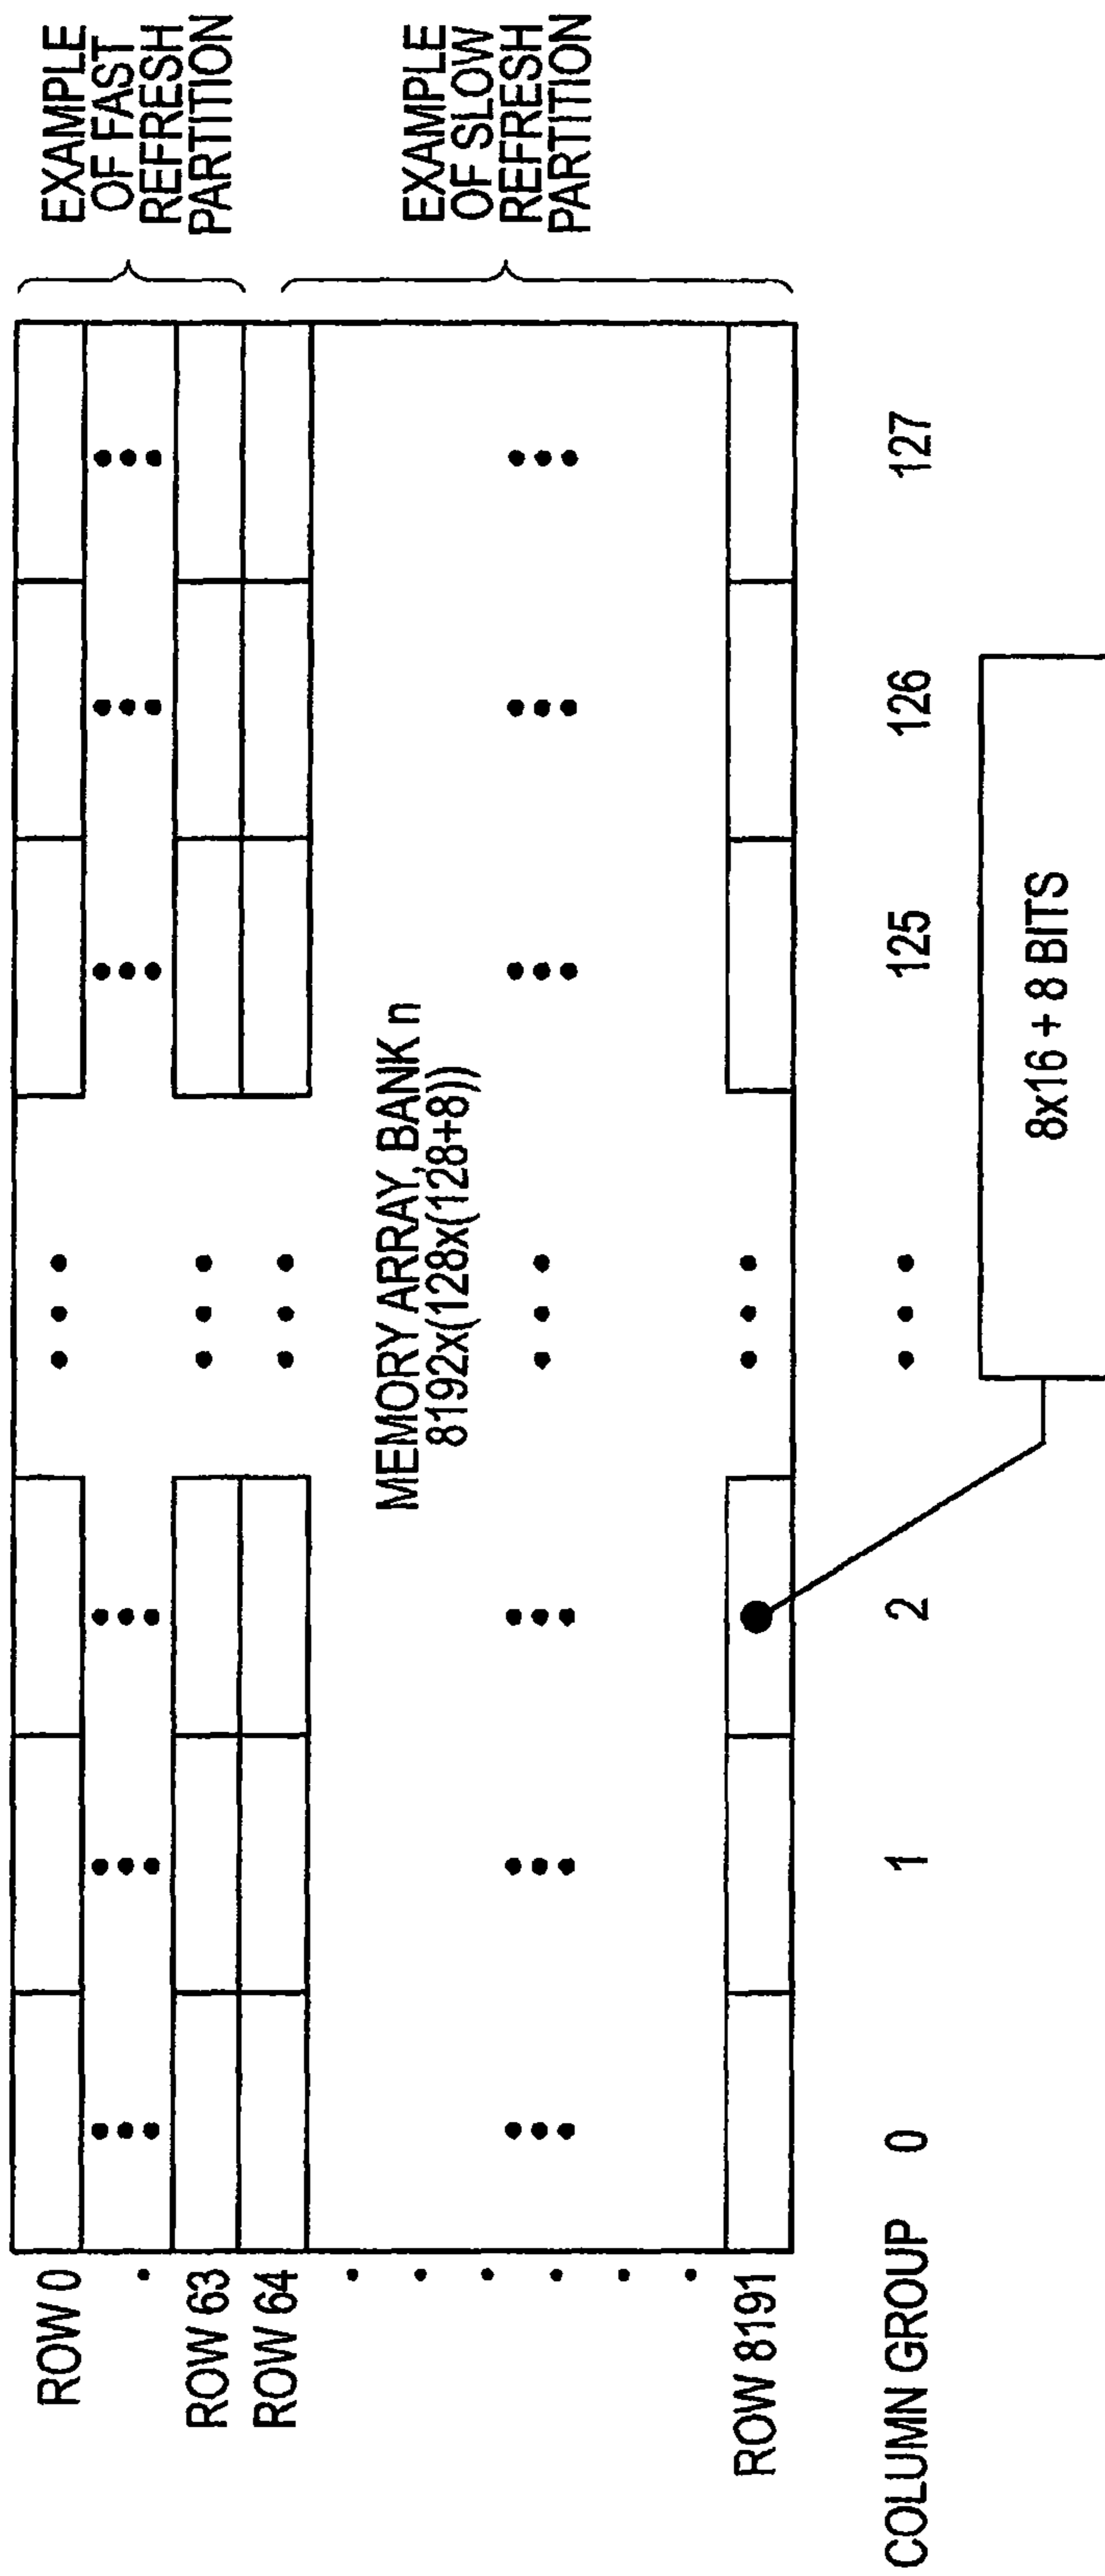 ROW 0
ROW 63
ROW 64
ROW 8191
COLUMN GROUP 0 1 2 125 126 127
MEMORY ARRAY, BANK n
8192x(128x(128+8))
EXAMPLE
OF FAST
REFRESH
PARTITION
EXAMPLE
OF SLOW
REFRESH
PARTITION
8x16 + 8 BITS